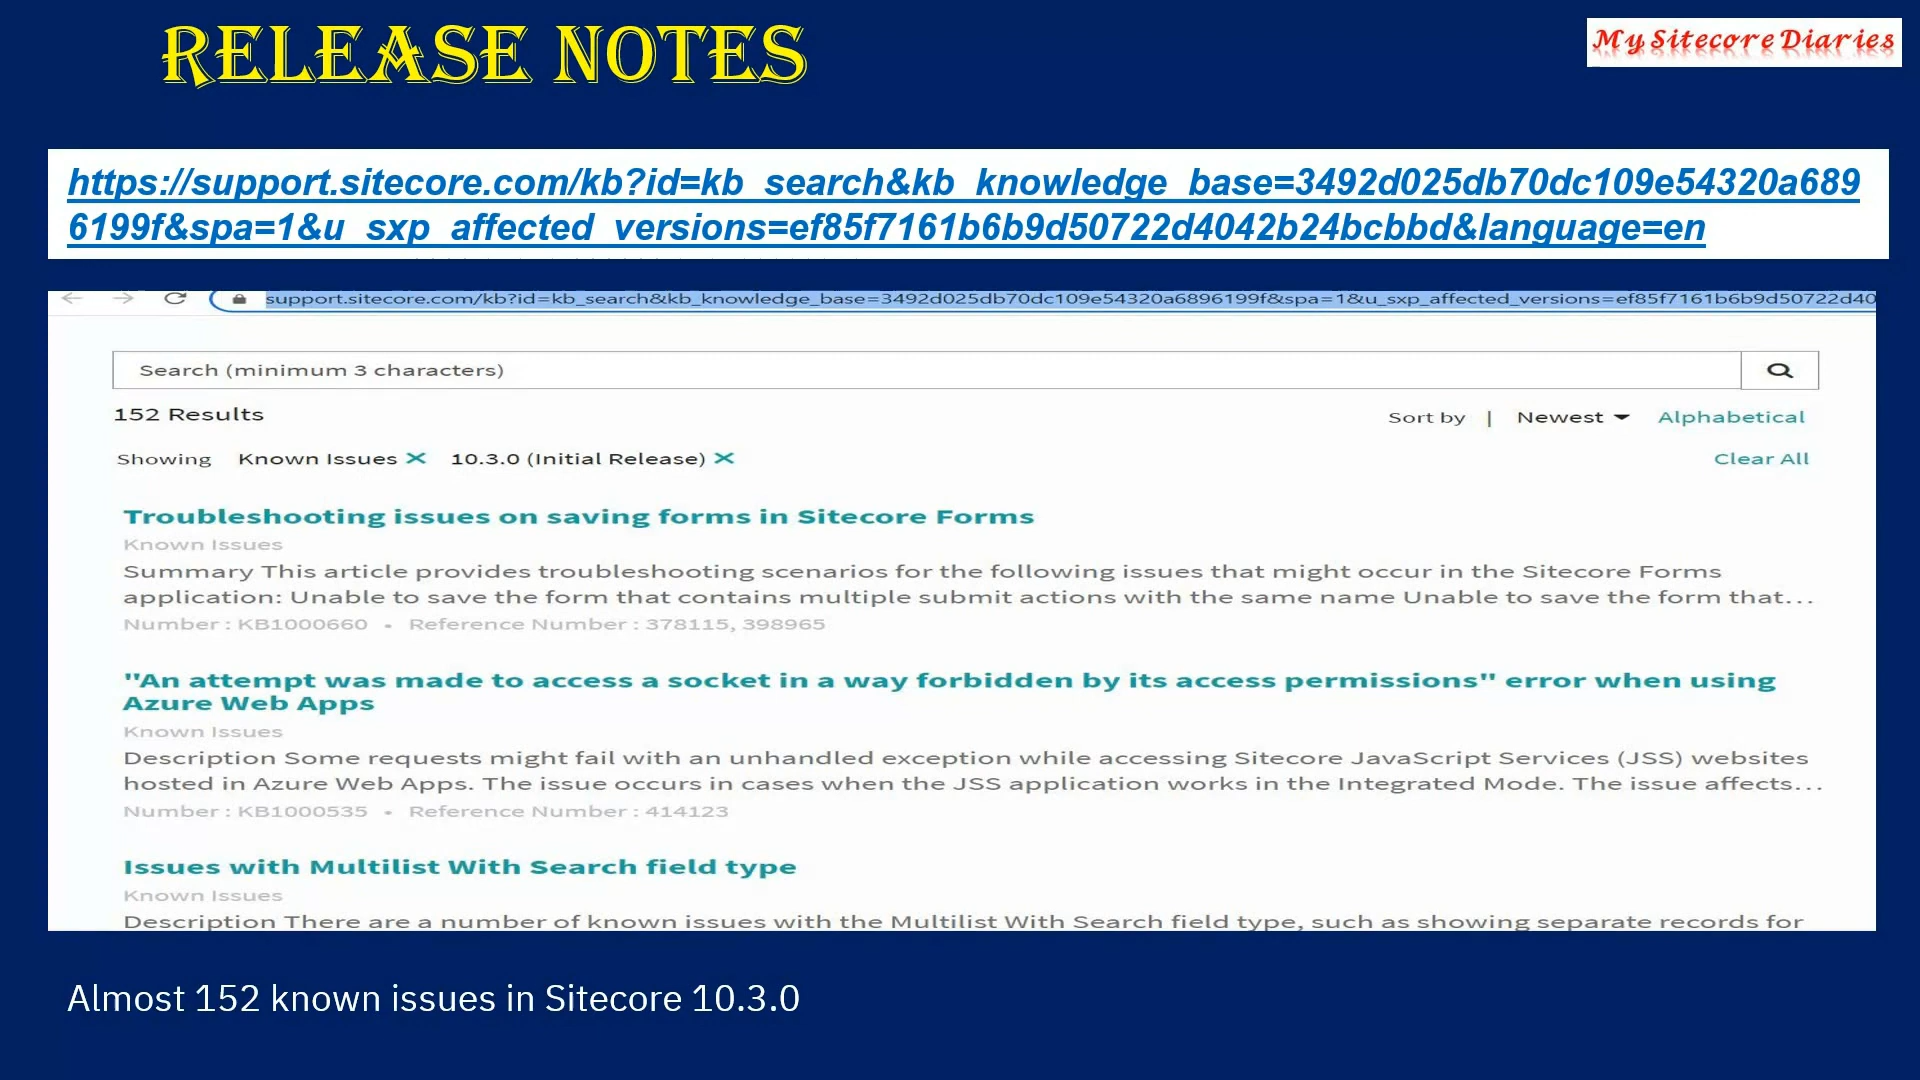 RELEASE NOTES
My Sitecore Diaries
https://support.sitecore.com/kb?id=kb_search&kb_knowledge_base=3492d025db70dc109e54320a689
6199f&spa=1&u_sxp_affected_versions=ef85f7161b6b9d50722d4042b24bcbbd&language=en
support.sitecore.com/kb?id=kb_search&kb_knowledge_base=3492d025db70dc109e54320a6896199f&spa=1&u_sxp_affected_versions=ef85f7161b6b9d50722d40
Search (minimum 3 characters)
152 Results
Sort by | Newest Alphabetical
Showing Known Issues ✕ 10.3.0 (Initial Release) ✕
Clear All
Troubleshooting issues on saving forms in Sitecore Forms
Known Issues
Summary This article provides troubleshooting scenarios for the following issues that might occur in the Sitecore Forms
application: Unable to save the form that contains multiple submit actions with the same name Unable to save the form that...
Number : KB1000660 • Reference Number : 378115, 398965
"An attempt was made to access a socket in a way forbidden by its access permissions" error when using
Azure Web Apps
Known Issues
Description Some requests might fail with an unhandled exception while accessing Sitecore JavaScript Services (JSS) websites
hosted in Azure Web Apps. The issue occurs in cases when the JSS application works in the Integrated Mode. The issue affects...
Number : KB1000535 • Reference Number : 414123
Issues with Multilist With Search field type
Known Issues
Description There are a number of known issues with the Multilist With Search field type, such as showing separate records for
Almost 152 known issues in Sitecore 10.3.0